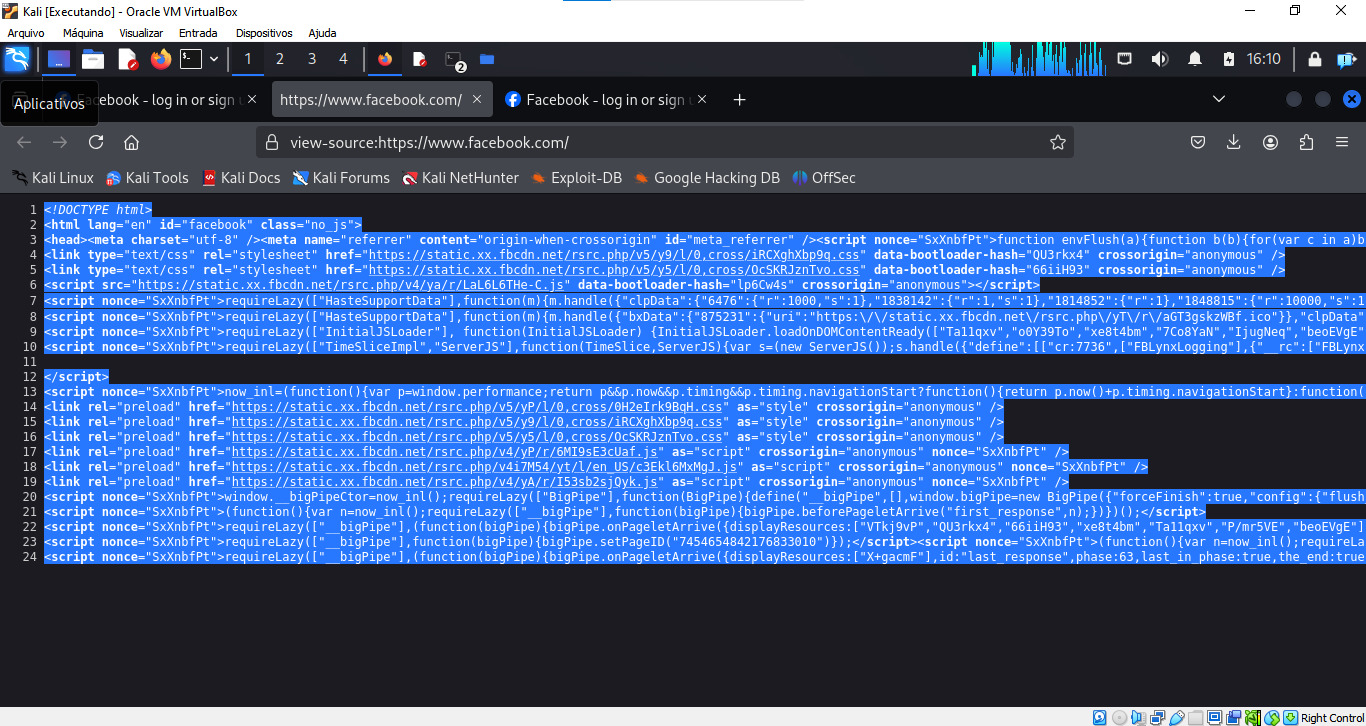 Kali [Executando] - Oracle VM VirtualBox
Arquivo Máquina Visualizar Entrada Dispositivos Ajuda
1 2 3 4 2 16:10
Aplicativos
Facebook - log in or sign u https://www.facebook.com/ Facebook - log in or sign u
view-source:https://www.facebook.com/
Kali Linux Kali Tools Kali Docs Kali Forums Kali NetHunter Exploit-DB Google Hacking DB OffSec
1 <!DOCTYPE html>
2 <html lang="en" id="facebook" class="no_js">
3 <head><meta charset="utf-8" /><meta name="referrer" content="origin-when-crossorigin" id="meta_referrer" /><script nonce="SxXnbfPt">function envFlush(a){function b(b){for(var c in a)b
4 <link type="text/css" rel="stylesheet" href="https://static.xx.fbcdn.net/rsrc.php/v5/y9/l/0,cross/iRCXghXbp9q.css" data-bootloader-hash="QU3rkx4" crossorigin="anonymous" />
5 <link type="text/css" rel="stylesheet" href="https://static.xx.fbcdn.net/rsrc.php/v5/y5/l/0,cross/OcSKRJznTvo.css" data-bootloader-hash="66iiH93" crossorigin="anonymous" />
6 <script src="https://static.xx.fbcdn.net/rsrc.php/v4/ya/r/LaL6L6THe-C.js" data-bootloader-hash="lp6Cw4s" crossorigin="anonymous"></script>
7 <script nonce="SxXnbfPt">requireLazy(["HasteSupportData"],function(m){m.handle({"clpData":{"6476":{"r":1000,"s":1},"1838142":{"r":1,"s":1},"1814852":{"r":1},"1848815":{"r":10000,"s":1
8 <script nonce="SxXnbfPt">requireLazy(["HasteSupportData"],function(m){m.handle({"bxData":{"875231":{"uri":"https:\/\/static.xx.fbcdn.net\/rsrc.php\/yT\/r\/aGT3gskzWBf.ico"}},"clpData"
9 <script nonce="SxXnbfPt">requireLazy(["InitialJSLoader"], function(InitialJSLoader) {InitialJSLoader.loadOnDOMContentReady(["Ta11qxv","o0Y39To","xe8t4bm","7Co8YaN","IjugNeq","beoEVgE"
10 <script nonce="SxXnbfPt">requireLazy(["TimeSliceImpl","ServerJS"],function(TimeSlice,ServerJS){var s=(new ServerJS());s.handle({"define":[["cr:7736",["FBLynxLogging"],{"__rc":["FBLynx
11
12 </script>
13 <script nonce="SxXnbfPt">now_inl=(function(){var p=window.performance;return p&&p.now&&p.timing&&p.timing.navigationStart?function(){return p.now()+p.timing.navigationStart}:function(
14 <link rel="preload" href="https://static.xx.fbcdn.net/rsrc.php/v5/yP/l/0,cross/0H2eIrk9BqH.css" as="style" crossorigin="anonymous" />
15 <link rel="preload" href="https://static.xx.fbcdn.net/rsrc.php/v5/y9/l/0,cross/iRCXghXbp9q.css" as="style" crossorigin="anonymous" />
16 <link rel="preload" href="https://static.xx.fbcdn.net/rsrc.php/v5/y5/l/0,cross/OcSKRJznTvo.css" as="style" crossorigin="anonymous" />
17 <link rel="preload" href="https://static.xx.fbcdn.net/rsrc.php/v4/yP/r/6MI9sE3cUaf.js" as="script" crossorigin="anonymous" nonce="SxXnbfPt" />
18 <link rel="preload" href="https://static.xx.fbcdn.net/rsrc.php/v4i7M54/yt/l/en_US/c3Ekl6MxMgJ.js" as="script" crossorigin="anonymous" nonce="SxXnbfPt" />
19 <link rel="preload" href="https://static.xx.fbcdn.net/rsrc.php/v4/yA/r/I53sb2sjQyk.js" as="script" crossorigin="anonymous" nonce="SxXnbfPt" />
20 <script nonce="SxXnbfPt">window.__bigPipeCtor=now_inl();requireLazy(["BigPipe"],function(BigPipe){define("__bigPipe",[],window.bigPipe=new BigPipe({"forceFinish":true,"config":{"flush
21 <script nonce="SxXnbfPt">(function(){var n=now_inl();requireLazy(["__bigPipe"],function(bigPipe){bigPipe.beforePageletArrive("first_response",n);})})();</script>
22 <script nonce="SxXnbfPt">requireLazy(["__bigPipe"],(function(bigPipe){bigPipe.onPageletArrive({displayResources:["VTkj9vP","QU3rkx4","66iiH93","xe8t4bm","Ta11qxv","P/mr5VE","beoEVgE"]
23 <script nonce="SxXnbfPt">requireLazy(["__bigPipe"],function(bigPipe){bigPipe.setPageID("7454654842176833010")});</script><script nonce="SxXnbfPt">(function(){var n=now_inl();requireLa
24 <script nonce="SxXnbfPt">requireLazy(["__bigPipe"],(function(bigPipe){bigPipe.onPageletArrive({displayResources:["X+gacmF"],id:"last_response",phase:63,last_in_phase:true,the_end:true
Right Control